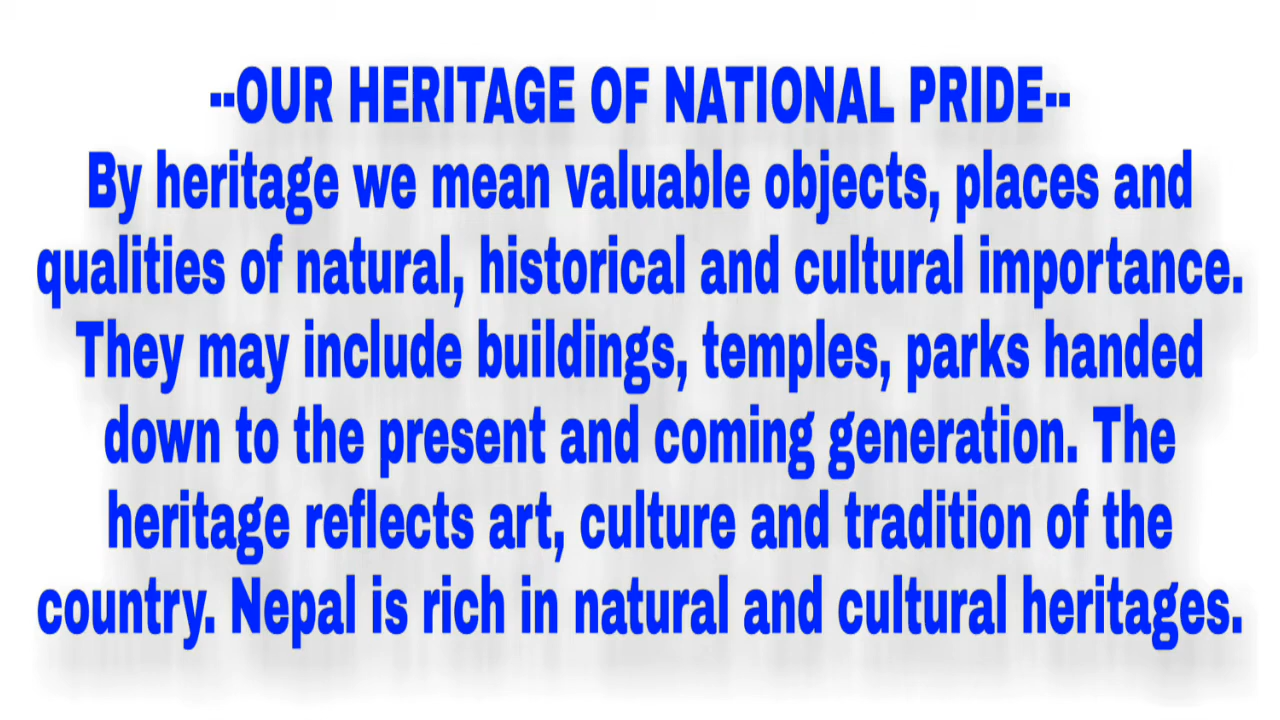 --OUR HERITAGE OF NATIONAL PRIDE--
By heritage we mean valuable objects, places and
qualities of natural, historical and cultural importance.
They may include buildings, temples, parks handed
down to the present and coming generation. The
heritage reflects art, culture and tradition of the
country. Nepal is rich in natural and cultural heritages.